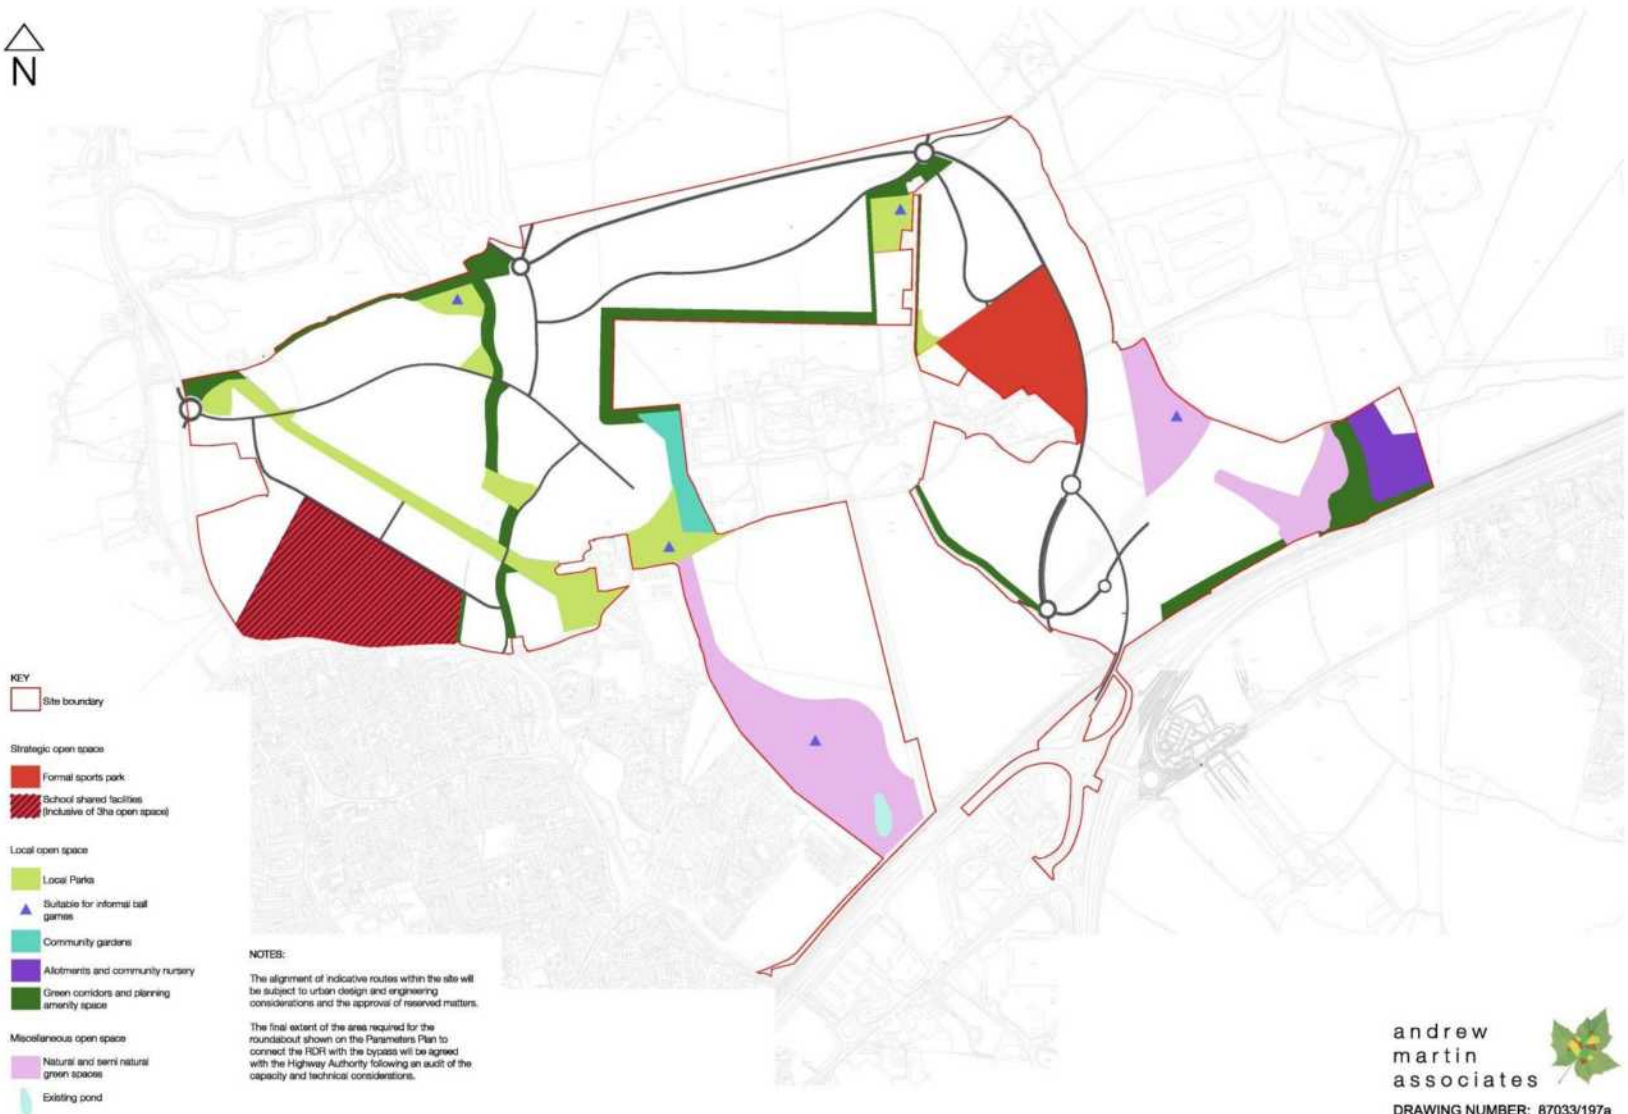 N
KEY
Site boundary
Strategic open space
Formal sports park
School shared facilities
(Inclusive of 3ha open space)
Local open space
Local Parks
Suitable for informal ball
games
Community gardens
Allotments and community nursery
Green corridors and planning
amenity space
Miscellaneous open space
Natural and semi natural
green spaces
Existing pond
NOTES:
The alignment of indicative routes within the site will
be subject to urban design and engineering
considerations and the approval of reserved matters.
The final extent of the area required for the
roundabout shown on the Parameters Plan to
connect the RDR with the bypass will be agreed
with the Highway Authority following an audit of the
capacity and technical considerations.
andrew
martin
associates
DRAWING NUMBER: 87033/197a